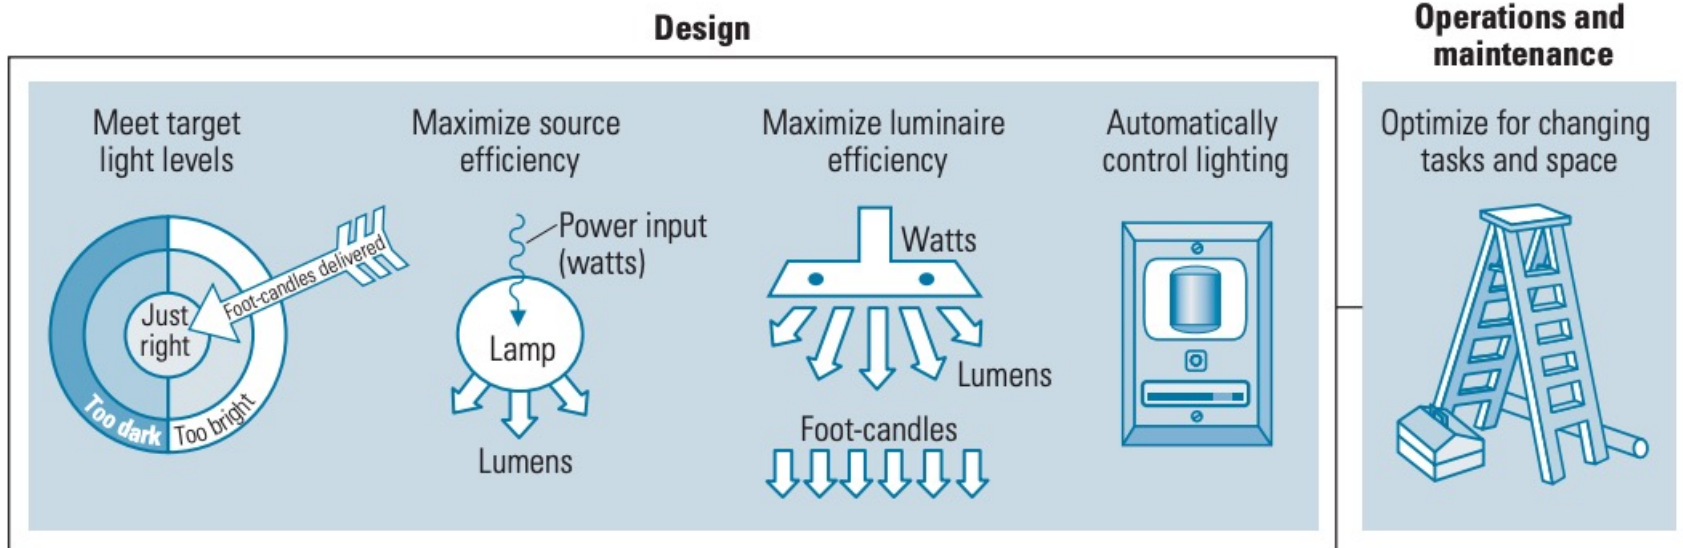 Design
Operations and
maintenance
Meet target
light levels
Just
right
Foot-candles delivered
Too dark
Too bright
Maximize source
efficiency
Power input
(watts)
Lamp
Lumens
Maximize luminaire
efficiency
Watts
Lumens
Foot-candles
Automatically
control lighting
Optimize for changing
tasks and space